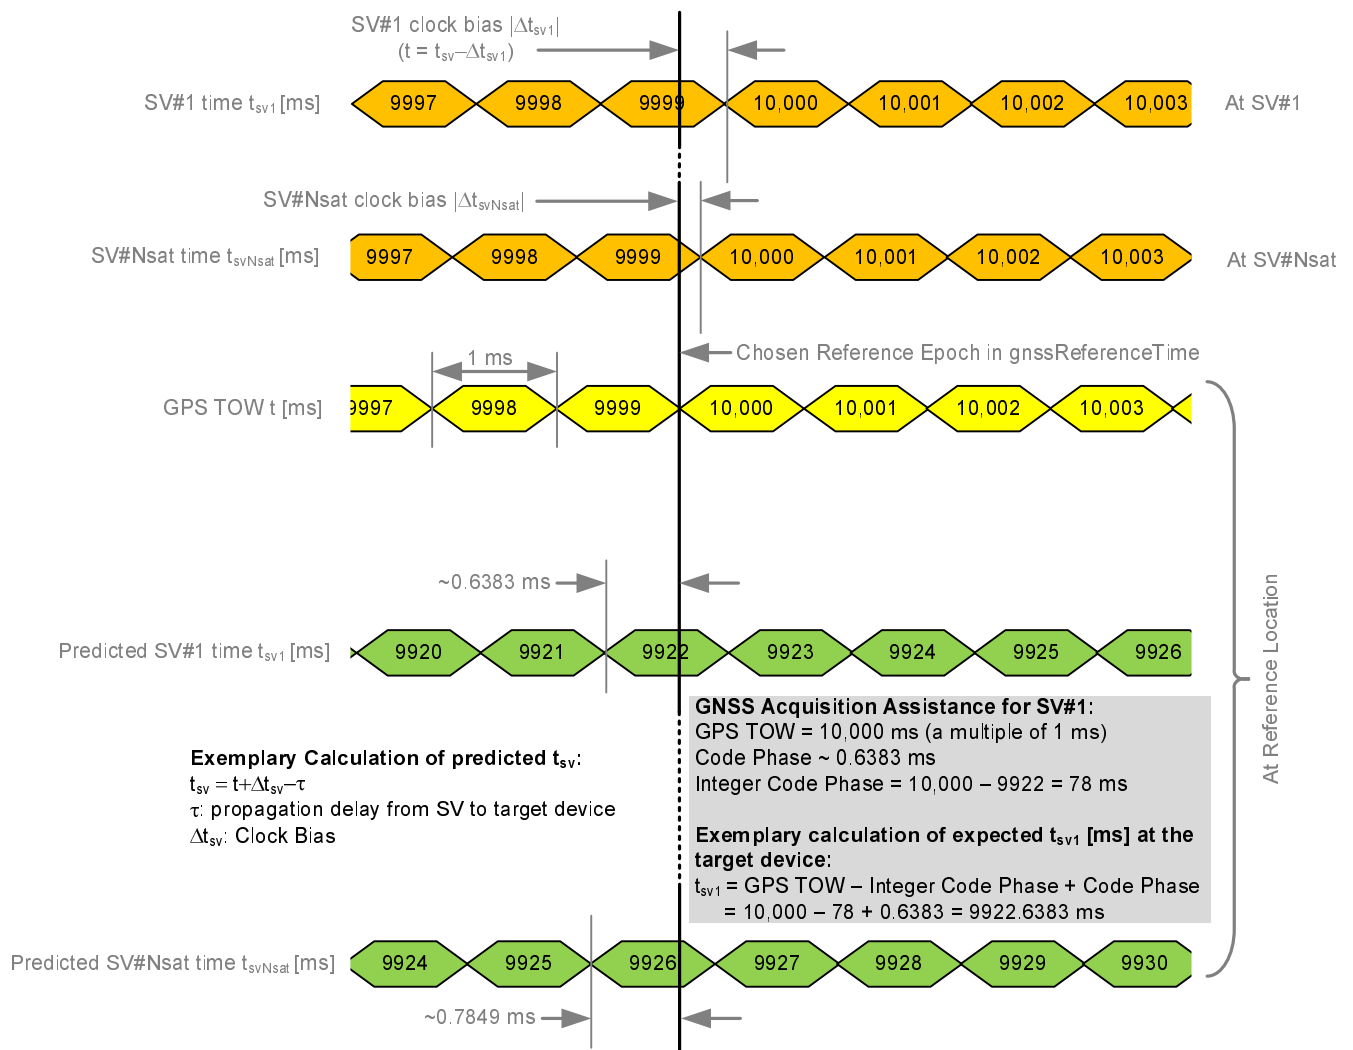 SV#1 clock bias |Δtsv1|
(t = tsv–Δtsv1)
SV#1 time tsv1 [ms]
9997 9998 9999 10,000 10,001 10,002 10,003
At SV#1
SV#Nsat clock bias |ΔtsvNsat|
SV#Nsat time tsvNsat [ms]
9997 9998 9999 10,000 10,001 10,002 10,003
At SV#Nsat
Chosen Reference Epoch in gnssReferenceTime
1 ms
GPS TOW t [ms]
9997 9998 9999 10,000 10,001 10,002 10,003
~0.6383 ms
Predicted SV#1 time tsv1 [ms]
9920 9921 9922 9923 9924 9925 9926
At Reference Location
GNSS Acquisition Assistance for SV#1:
GPS TOW = 10,000 ms (a multiple of 1 ms)
Code Phase ~ 0.6383 ms
Integer Code Phase = 10,000 – 9922 = 78 ms
Exemplary calculation of expected tsv1 [ms] at the
target device:
tsv1 = GPS TOW – Integer Code Phase + Code Phase
= 10,000 – 78 + 0.6383 = 9922.6383 ms
Exemplary Calculation of predicted tsv:
tsv = t+Δtsv–τ
τ: propagation delay from SV to target device
Δtsv: Clock Bias
Predicted SV#Nsat time tsvNsat [ms]
9924 9925 9926 9927 9928 9929 9930
~0.7849 ms